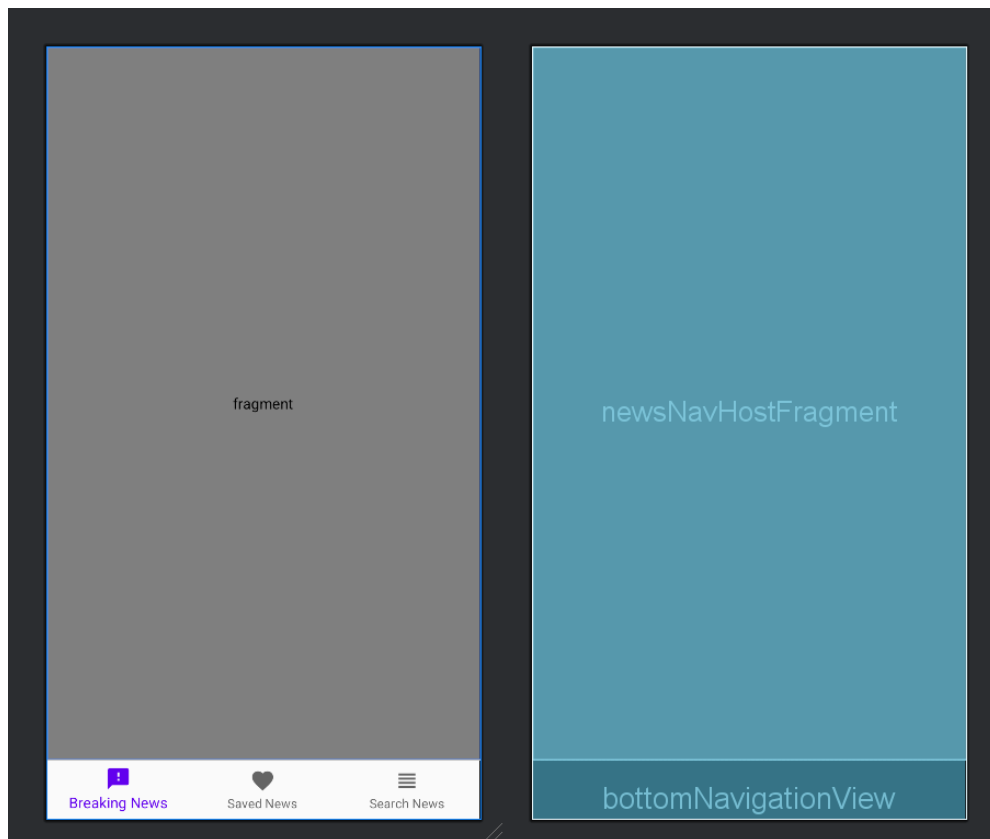 fragment
Breaking News
Saved News
Search News
newsNavHostFragment
bottomNavigationView